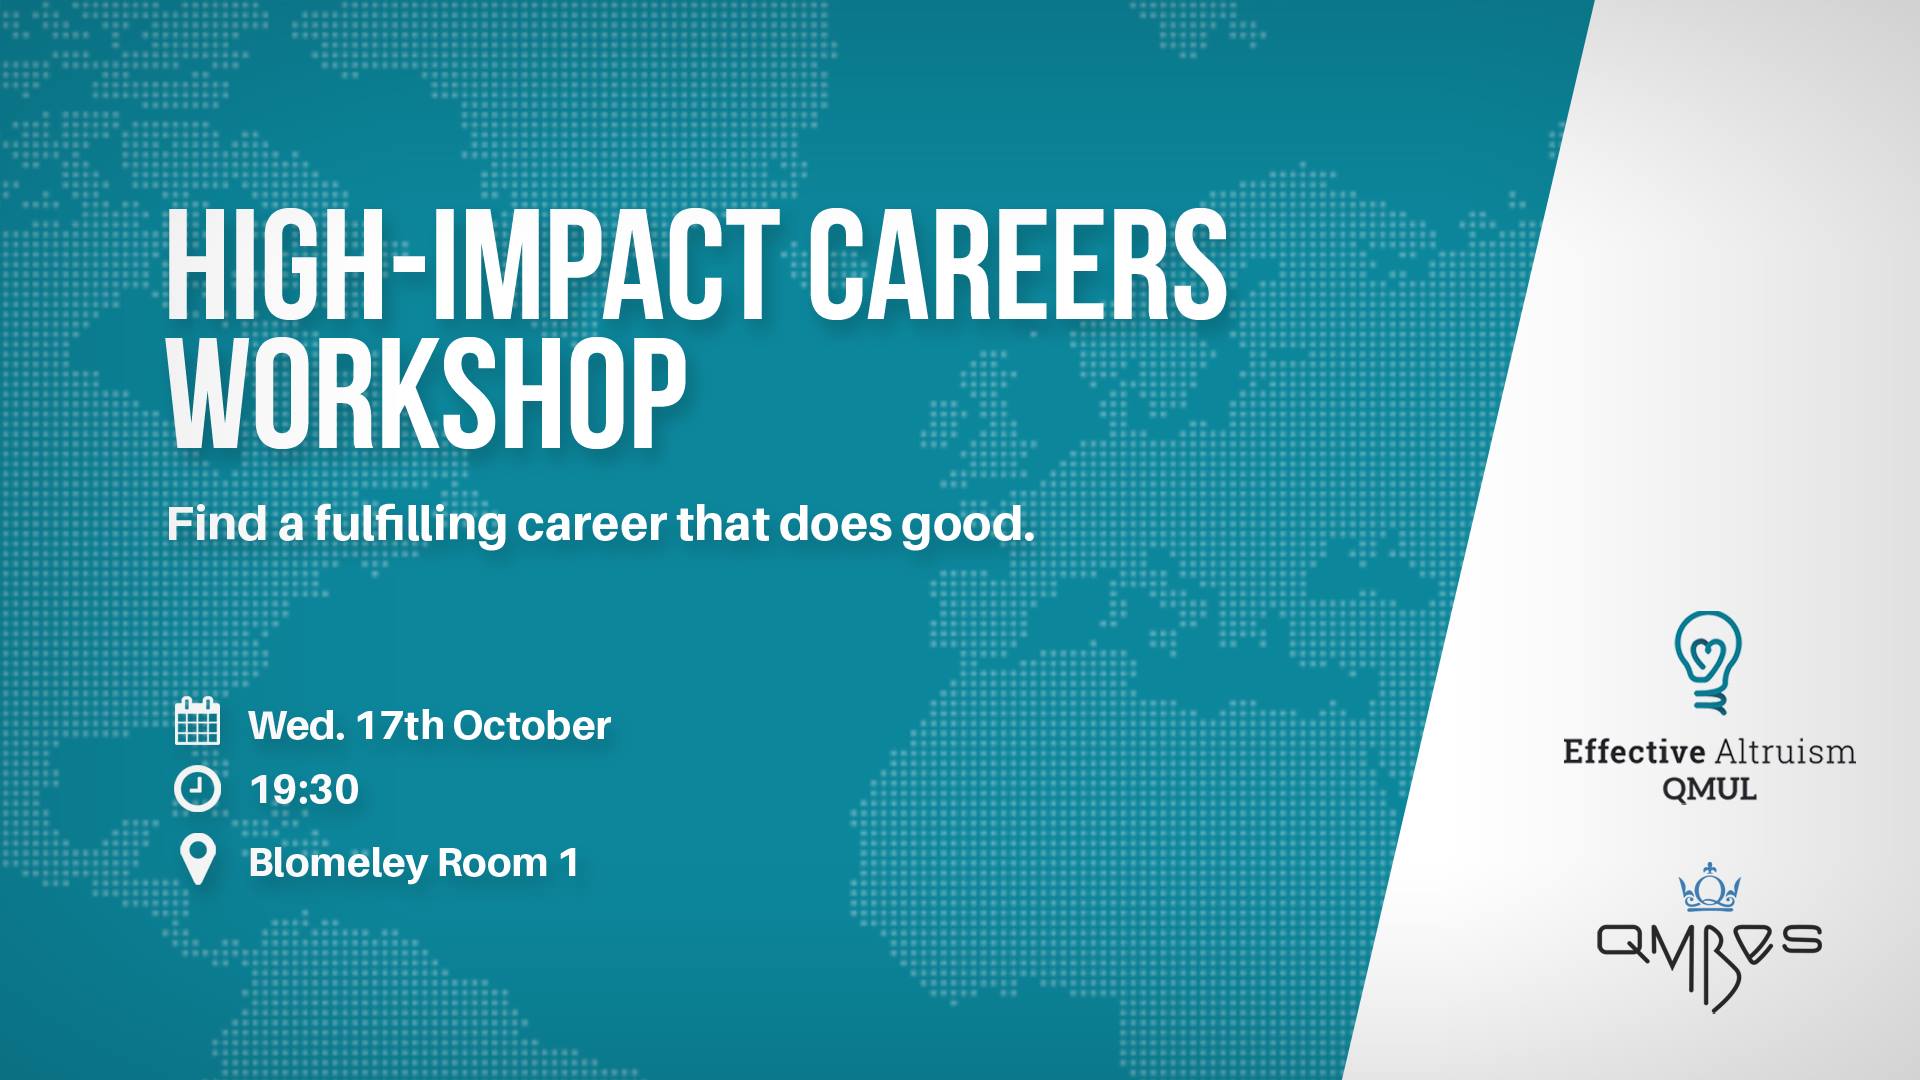 HIGH-IMPACT CAREERS
WORKSHOP
Find a fulfilling career that does good.
Wed. 17th October
19:30
Blomeley Room 1
Effective Altruism
QMUL
QMBDS